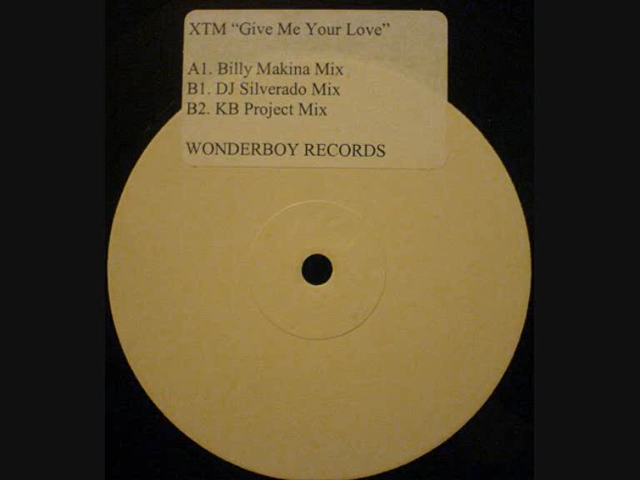 XTM “Give Me Your Love”
A1. Billy Makina Mix
B1. DJ Silverado Mix
B2. KB Project Mix
WONDERBOY RECORDS